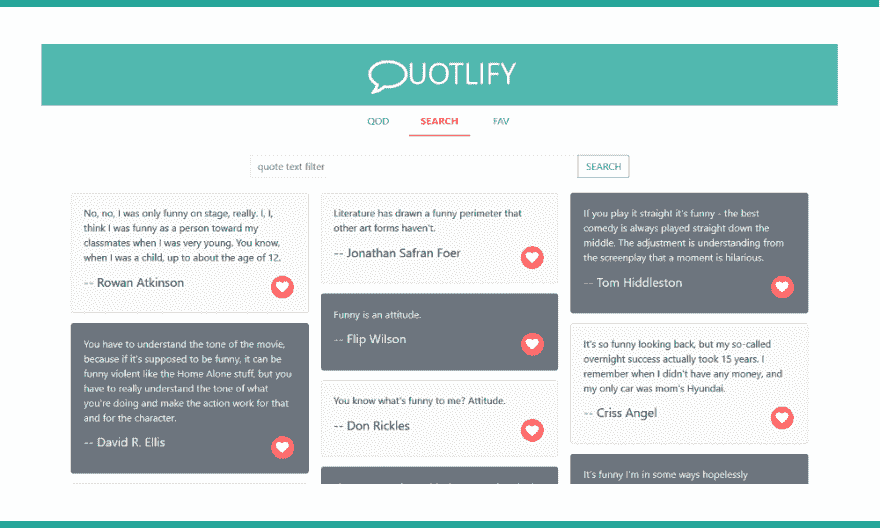 QUOTLIFY
QOD SEARCH FAV
quote text filter SEARCH
No, no, I was only funny on stage, really. I, I,
think I was funny as a person toward my
classmates when I was very young. You know,
when I was a child, up to about the age of 12.
-- Rowan Atkinson
You have to understand the tone of the movie,
because if it's supposed to be funny, it can be
funny violent like the Home Alone stuff, but you
have to really understand the tone of what
you're doing and make the action work for that
and for the character.
-- David R. Ellis
Literature has drawn a funny perimeter that
other art forms haven't.
-- Jonathan Safran Foer
Funny is an attitude.
-- Flip Wilson
You know what's funny to me? Attitude.
-- Don Rickles
If you play it straight it's funny - the best
comedy is always played straight down the
middle. The adjustment is understanding from
the screenplay that a moment is hilarious.
-- Tom Hiddleston
It's so funny looking back, but my so-called
overnight success actually took 15 years. I
remember when I didn't have any money, and
my only car was mom's Hyundai.
-- Criss Angel
It's funny I'm in some ways hopelessly